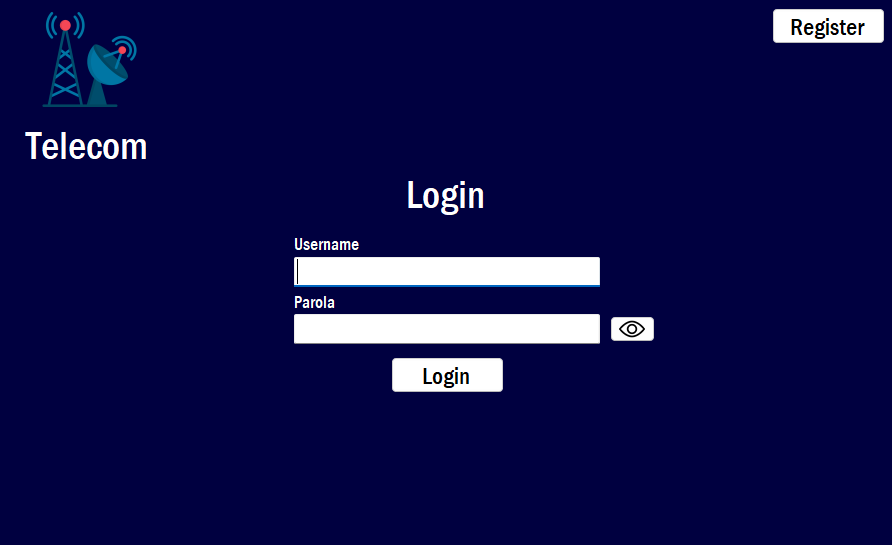 Register
Telecom
Login
Username
Parola
Login